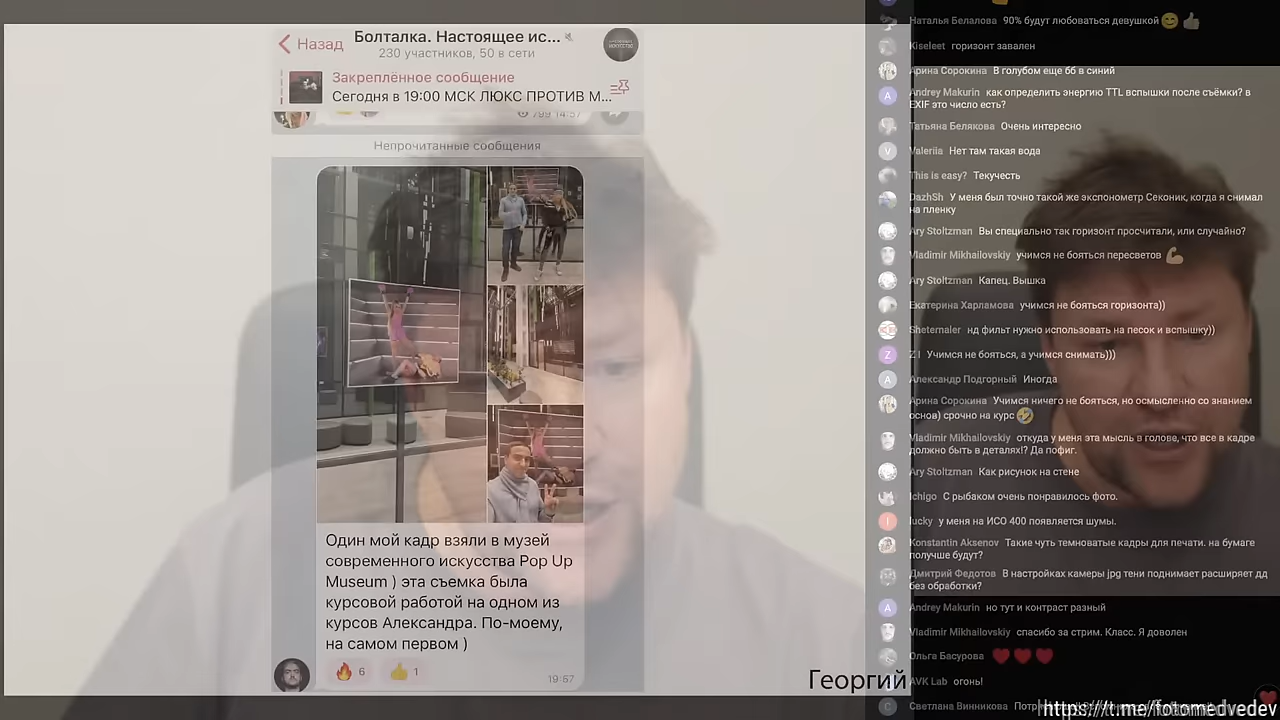 Назад
Болталка. Настоящее ис...
230 участников, 50 в сети
Закреплённое сообщение
Сегодня в 19:00 МСК ЛЮКС ПРОТИВ М...
799 14:57
Непрочитанные сообщения
Один мой кадр взяли в музей
современного искусства Pop Up
Museum ) эта съемка была
курсовой работой на одном из
курсов Александра. По-моему,
на самом первом )
6
1
19:57
Георгий
Наталья Белалова 90% будут любоваться девушкой
Kiseleet горизонт завален
Арина Сорокина В голубом еще бб в синий
Andrey Makurin как определить энергию TTL вспышки после съёмки? в
EXIF это число есть?
Татьяна Белякова Очень интересно
Valeriia Нет там такая вода
This is easy? Текучесть
DazhSh У меня был точно такой же экспонометр Секоник, когда я снимал
на пленку
Ary Stoltzman Вы специально так горизонт просчитали, или случайно?
Vladimir Mikhailovskiy учимся не бояться пересветов
Ary Stoltzman Капец. Вышка
Екатерина Харламова учимся не бояться горизонта))
Sheternaler нд фильт нужно использовать на песок и вспышку))
Z I Учимся не бояться, а учимся снимать)))
Александр Подгорный Иногда
Арина Сорокина Учимся ничего не бояться, но осмысленно со знанием
основ) срочно на курс
Vladimir Mikhailovskiy откуда у меня эта мысль в голове, что все в кадре
должно быть в деталях!? Да пофиг.
Ary Stoltzman Как рисунок на стене
Ichigo С рыбаком очень понравилось фото.
lucky у меня на ИСО 400 появляется шумы.
Konstantin Aksenov Такие чуть темноватые кадры для печати. на бумаге
получше будут?
Дмитрий Федотов В настройках камеры jpg тени поднимает расширяет дд
без обработки?
Andrey Makurin но тут и контраст разный
Vladimir Mikhailovskiy спасибо за стрим. Класс. Я доволен
Ольга Басурова
AVK Lab огонь!
Светлана Винникова
https://t.me/fotomedvedev